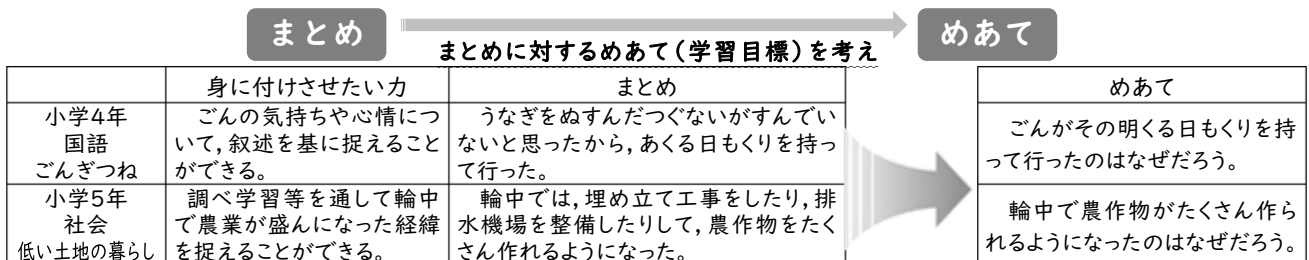 まとめ
めあて
まとめに対するめあて(学習目標)を考え
身に付けさせたい力
まとめ
めあて
小学4年
国語
ごんぎつね
ごんの気持ちや心情につ
いて,叙述を基に捉えること
ができる。
うなぎをぬすんだつぐないがすんでい
ないと思ったから,あくる日もくりを持っ
て行った。
ごんがその明くる日もくりを持
って行ったのはなぜだろう。
小学5年
社会
低い土地の暮らし
調べ学習等を通して輪中
で農業が盛んになった経緯
を捉えることができる。
輪中では,埋め立て工事をしたり,排
水機場を整備したりして,農作物をたく
さん作れるようになった。
輪中で農作物がたくさん作ら
れるようになったのはなぜだろう。